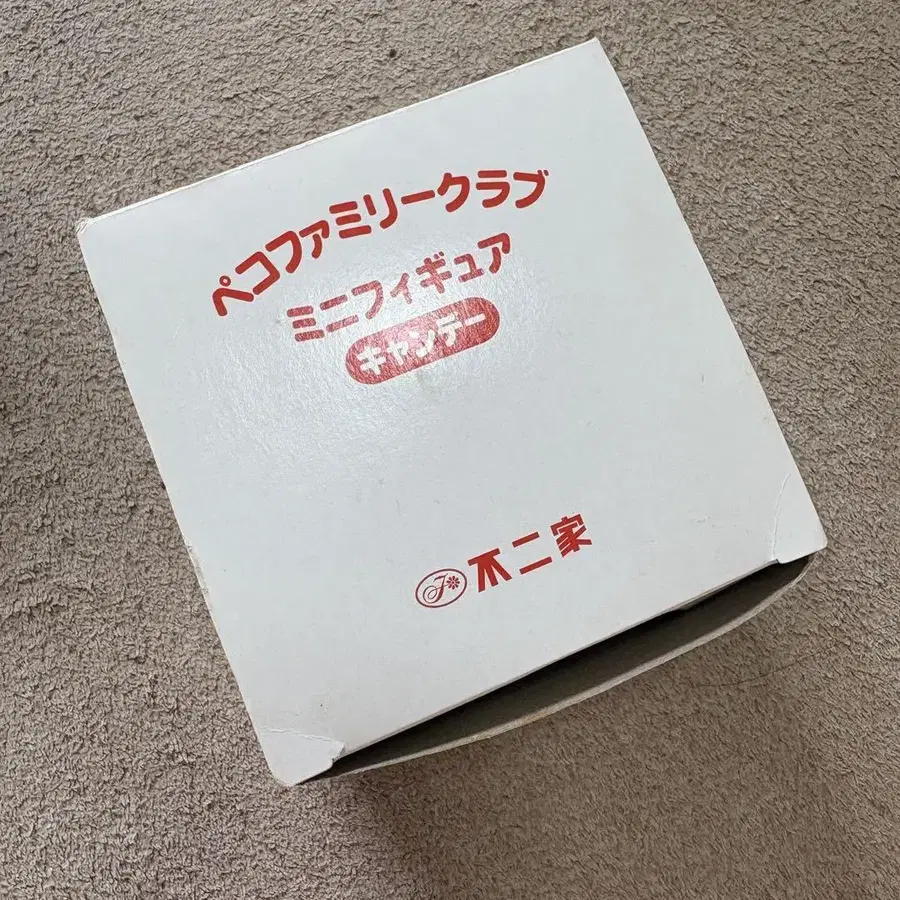 ペコファミリークラブ
ミニフィギュア
キャンデー
F 不二家